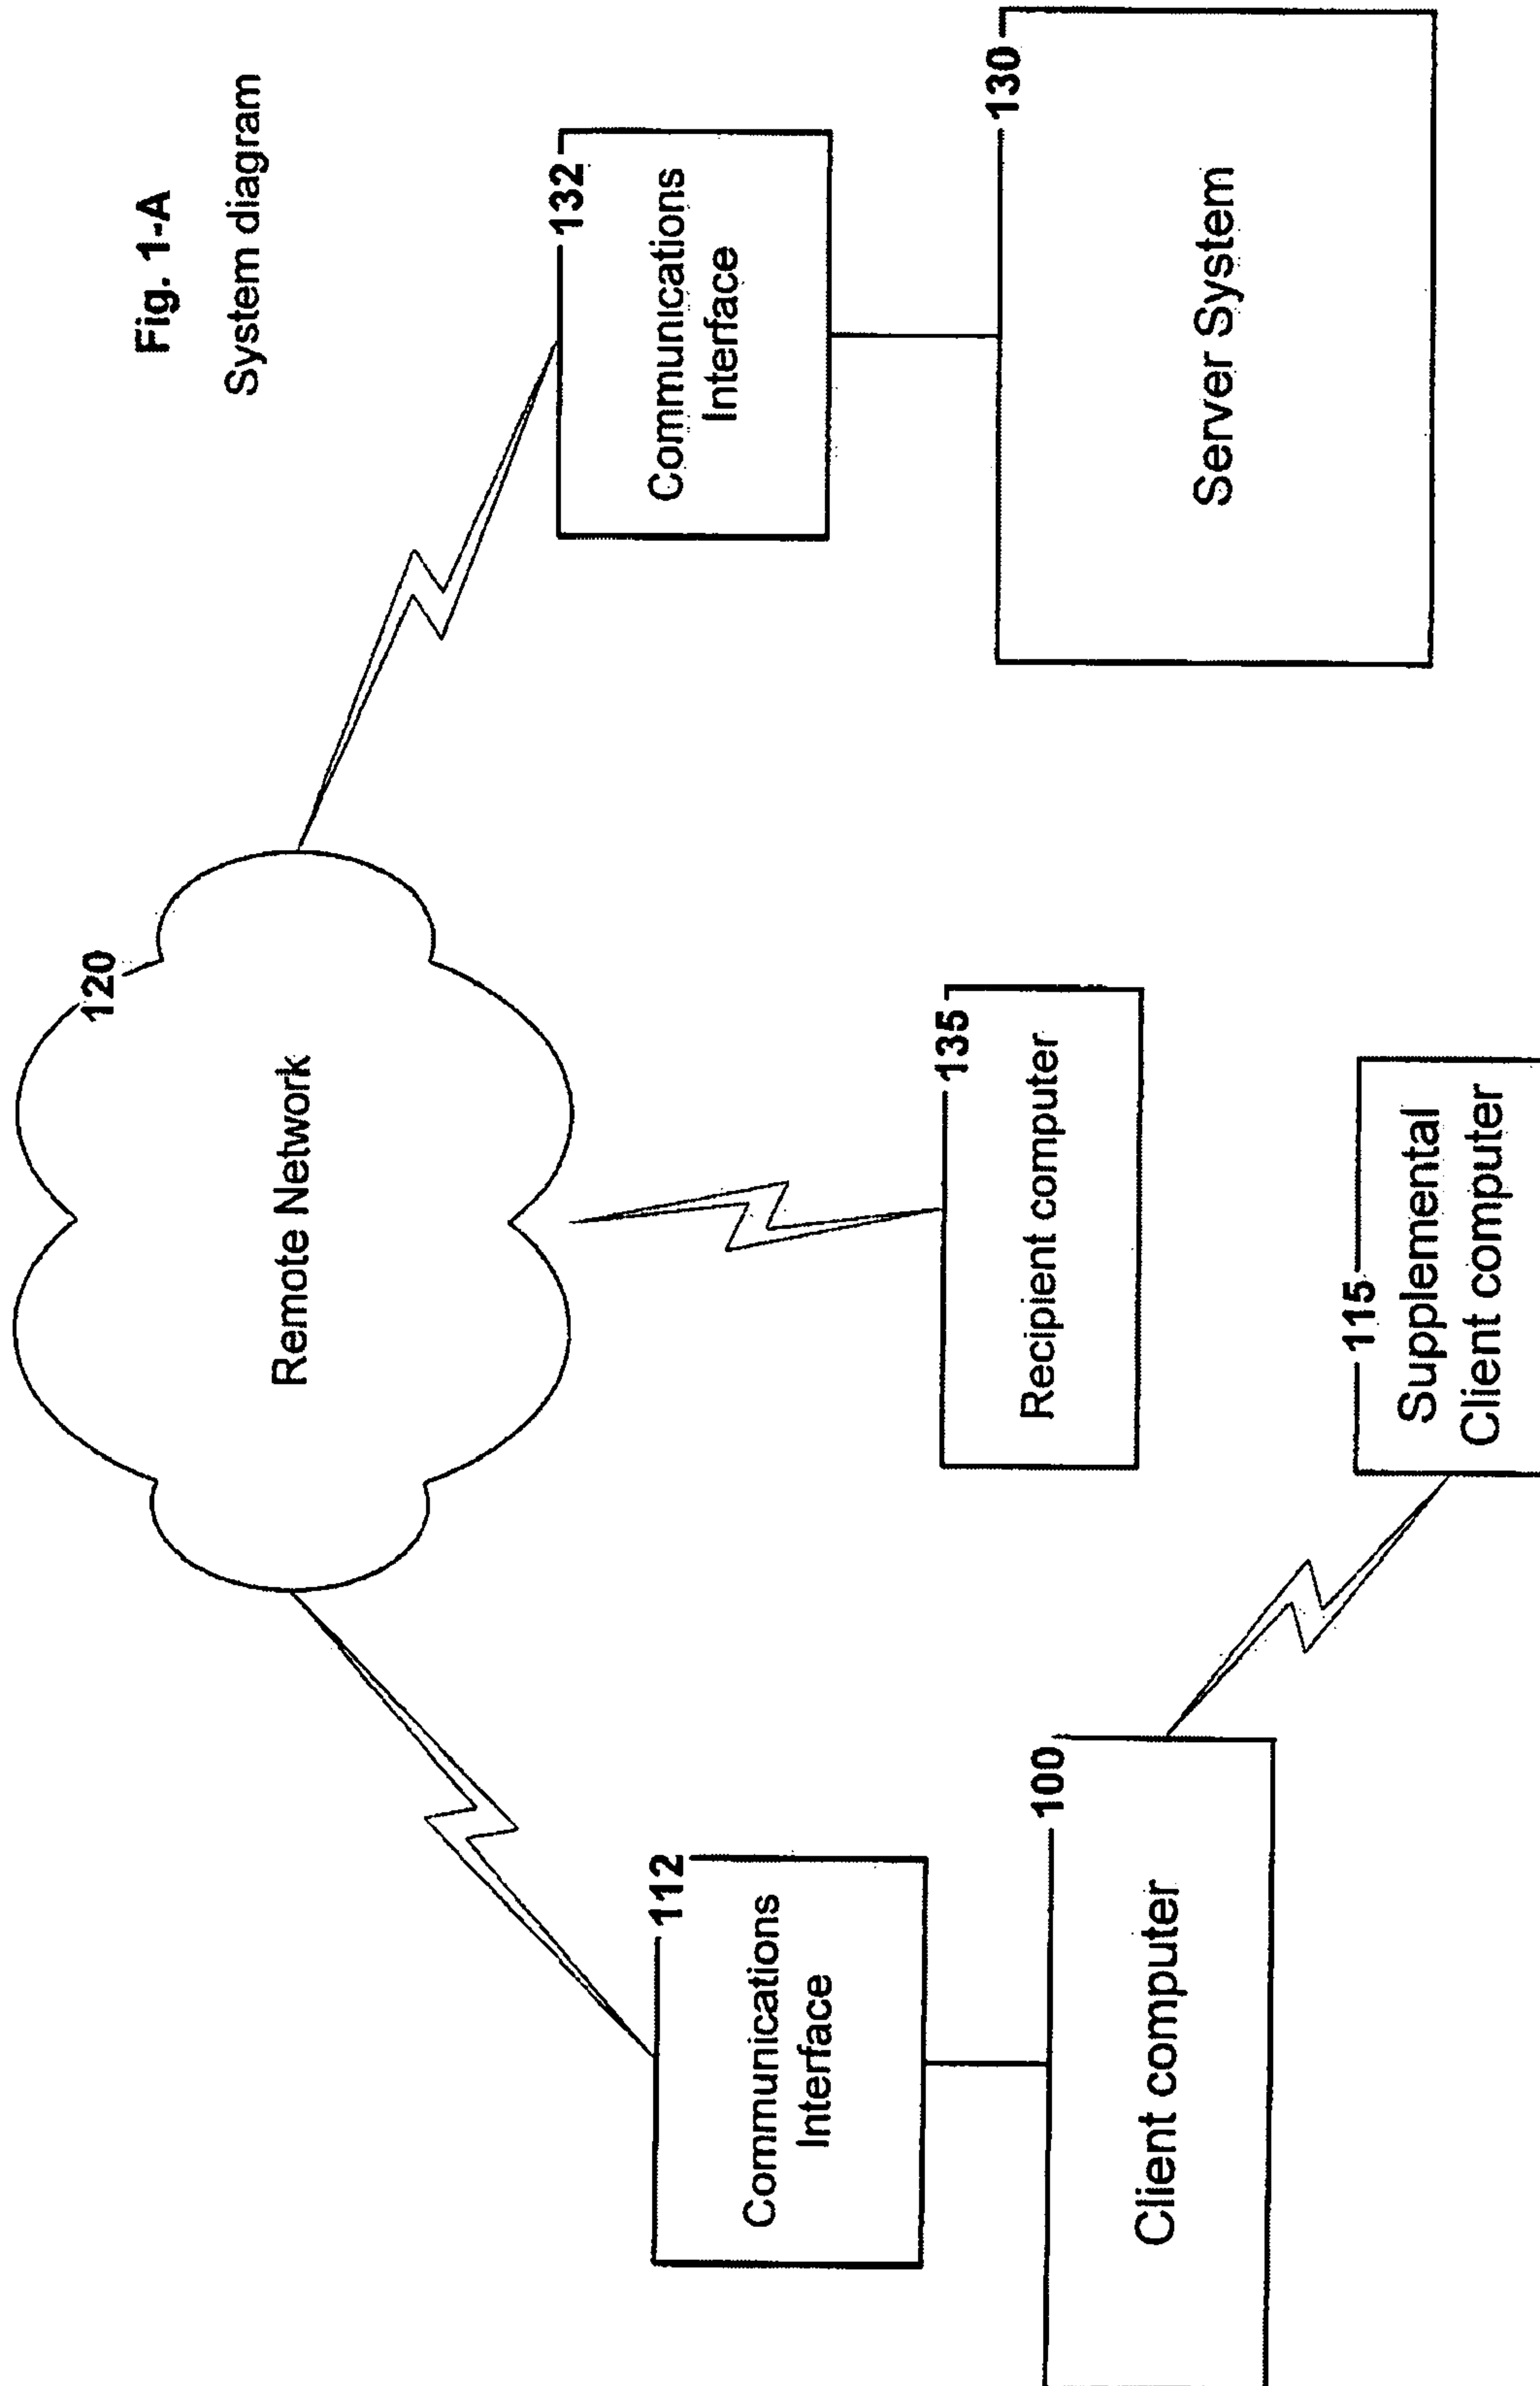 Fig. 1-A
System diagram
120
Remote Network
132
Communications
Interface
112
Communications
Interface
135
Recipient computer
130
Server System
100
Client computer
115
Supplemental
Client computer